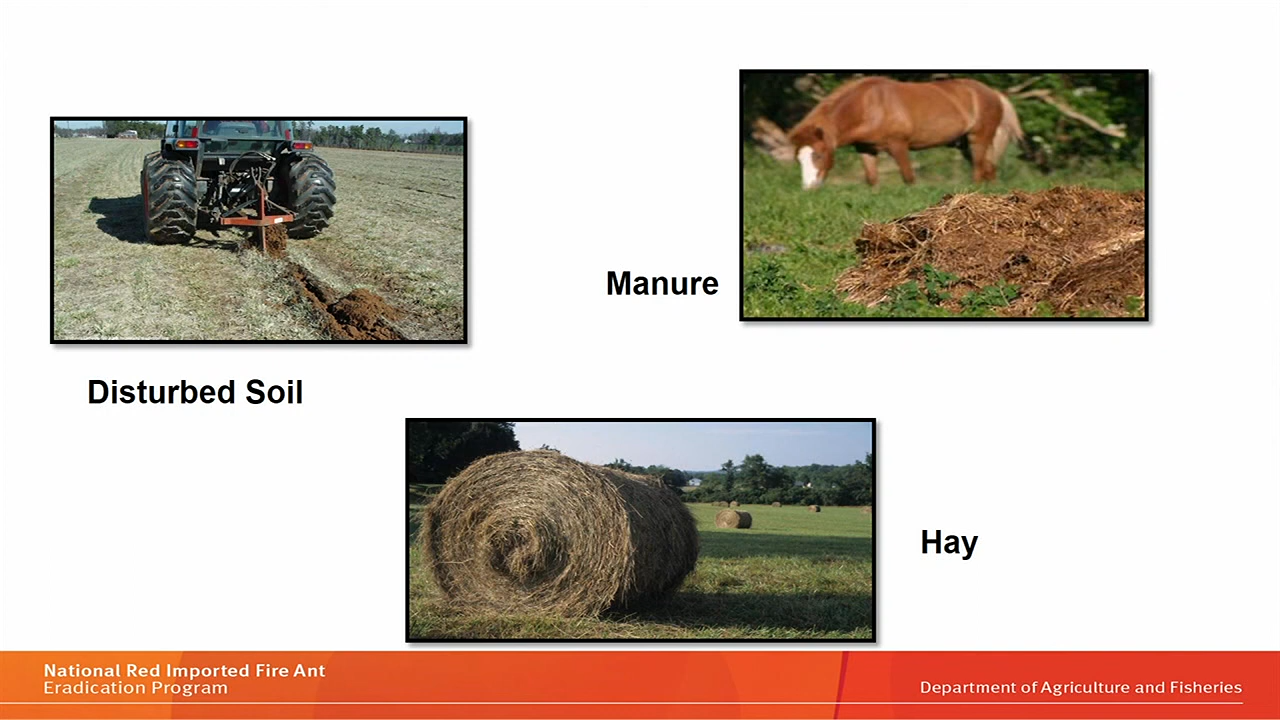 Manure
Disturbed Soil
Hay
National Red Imported Fire Ant
Eradication Program
Department of Agriculture and Fisheries